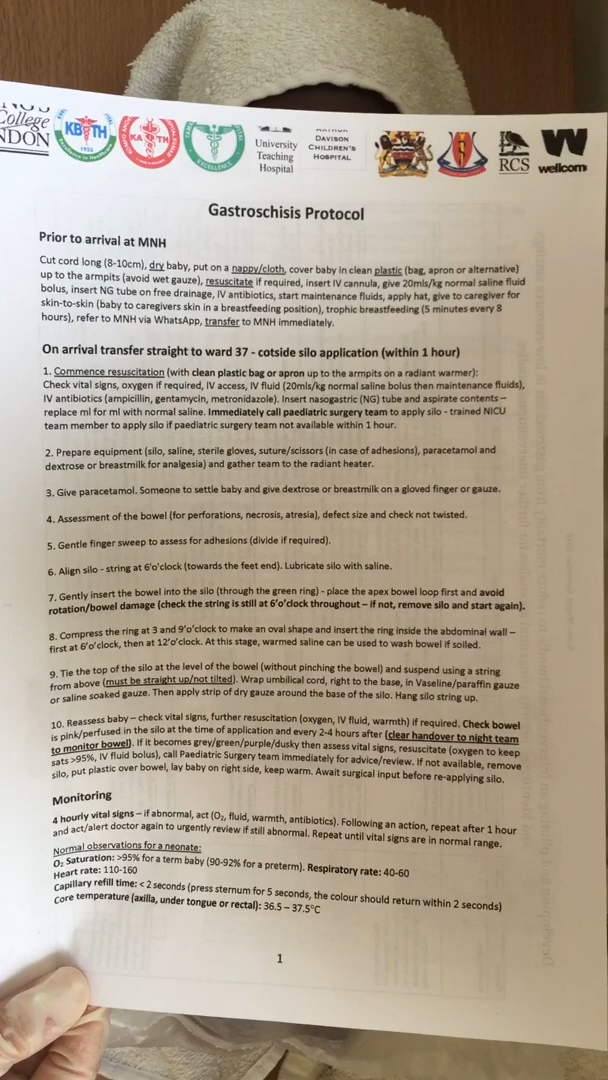 College
NDON
KBTH
1923
KATH
EXCELLENCE
University
Teaching
Hospital
DAVISON
CHILDREN'S
HOSPITAL
RCS
wellcom
Gastroschisis Protocol
Prior to arrival at MNH
Cut cord long (8-10cm), dry baby, put on a nappy/cloth, cover baby in clean plastic (bag, apron or alternative)
up to the armpits (avoid wet gauze), resuscitate if required, insert IV cannula, give 20mls/kg normal saline fluid
bolus, insert NG tube on free drainage, IV antibiotics, start maintenance fluids, apply hat, give to caregiver for
skin-to-skin (baby to caregivers skin in a breastfeeding position), trophic breastfeeding (5 minutes every 8
hours), refer to MNH via WhatsApp, transfer to MNH immediately.
On arrival transfer straight to ward 37 - cotside silo application (within 1 hour)
1. Commence resuscitation (with clean plastic bag or apron up to the armpits on a radiant warmer):
Check vital signs, oxygen if required, IV access, IV fluid (20mls/kg normal saline bolus then maintenance fluids),
IV antibiotics (ampicillin, gentamycin, metronidazole). Insert nasogastric (NG) tube and aspirate contents –
replace ml for ml with normal saline. Immediately call paediatric surgery team to apply silo - trained NICU
team member to apply silo if paediatric surgery team not available within 1 hour.
2. Prepare equipment (silo, saline, sterile gloves, suture/scissors (in case of adhesions), paracetamol and
dextrose or breastmilk for analgesia) and gather team to the radiant heater.
3. Give paracetamol. Someone to settle baby and give dextrose or breastmilk on a gloved finger or gauze.
4. Assessment of the bowel (for perforations, necrosis, atresia), defect size and check not twisted.
5. Gentle finger sweep to assess for adhesions (divide if required).
6. Align silo - string at 6'o'clock (towards the feet end). Lubricate silo with saline.
7. Gently insert the bowel into the silo (through the green ring) - place the apex bowel loop first and avoid
rotation/bowel damage (check the string is still at 6'o'clock throughout – if not, remove silo and start again).
8. Compress the ring at 3 and 9'o'clock to make an oval shape and insert the ring inside the abdominal wall –
first at 6'o'clock, then at 12'o'clock. At this stage, warmed saline can be used to wash bowel if soiled.
9. Tie the top of the silo at the level of the bowel (without pinching the bowel) and suspend using a string
from above (must be straight up/not tilted). Wrap umbilical cord, right to the base, in Vaseline/paraffin gauze
or saline soaked gauze. Then apply strip of dry gauze around the base of the silo. Hang silo string up.
10. Reassess baby – check vital signs, further resuscitation (oxygen, IV fluid, warmth) if required. Check bowel
is pink/perfused in the silo at the time of application and every 2-4 hours after (clear handover to night team
to monitor bowel). If it becomes grey/green/purple/dusky then assess vital signs, resuscitate (oxygen to keep
sats >95%, IV fluid bolus), call Paediatric Surgery team immediately for advice/review. If not available, remove
silo, put plastic over bowel, lay baby on right side, keep warm. Await surgical input before re-applying silo.
Monitoring
4 hourly vital signs – if abnormal, act (O₂, fluid, warmth, antibiotics). Following an action, repeat after 1 hour
and act/alert doctor again to urgently review if still abnormal. Repeat until vital signs are in normal range.
Normal observations for a neonate:
O₂ Saturation: >95% for a term baby (90-92% for a preterm). Respiratory rate: 40-60
Heart rate: 110-160
Capillary refill time: < 2 seconds (press sternum for 5 seconds, the colour should return within 2 seconds)
Core temperature (axilla, under tongue or rectal): 36.5 – 37.5°C
1